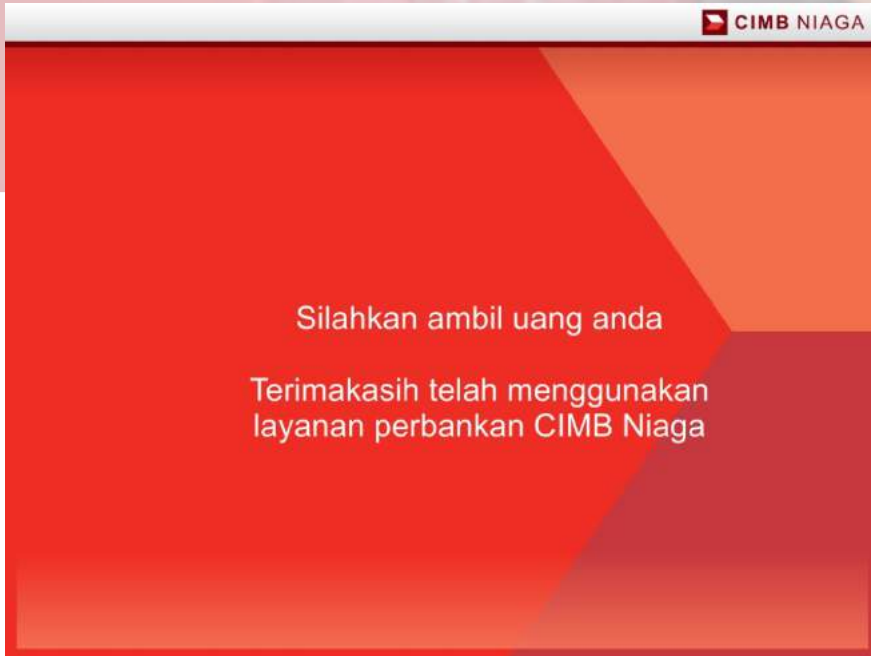 CIMB NIAGA
Silahkan ambil uang anda
Terimakasih telah menggunakan
layanan perbankan CIMB Niaga